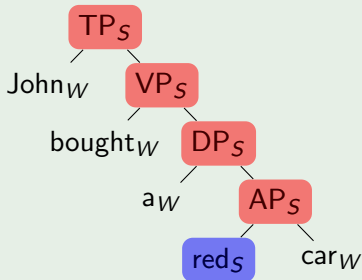 TP_S
John_W VP_S
bought_W DP_S
a_W AP_S
red_S car_W